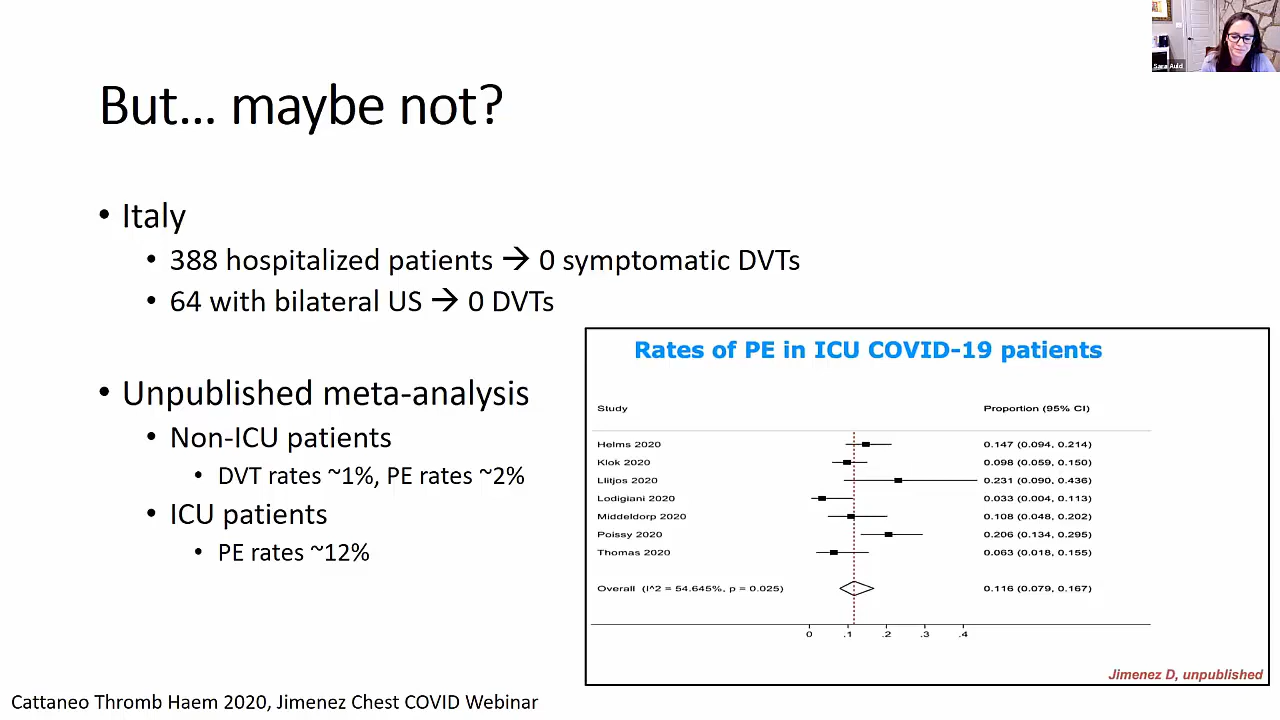 Sara Auld
But... maybe not?
• Italy
• 388 hospitalized patients → 0 symptomatic DVTs
• 64 with bilateral US → 0 DVTs
• Unpublished meta-analysis
• Non-ICU patients
• DVT rates ~1%, PE rates ~2%
• ICU patients
• PE rates ~12%
Rates of PE in ICU COVID-19 patients
Study Proportion (95% CI)
Helms 2020 0.147 (0.094, 0.214)
Klok 2020 0.098 (0.059, 0.150)
Llitjos 2020 0.231 (0.090, 0.436)
Lodigiani 2020 0.033 (0.004, 0.113)
Middeldorp 2020 0.108 (0.048, 0.202)
Poissy 2020 0.206 (0.134, 0.295)
Thomas 2020 0.063 (0.018, 0.155)
Overall (I^2 = 54.645%, p = 0.025) 0.116 (0.079, 0.167)
0 .1 .2 .3 .4
Jimenez D, unpublished
Cattaneo Thromb Haem 2020, Jimenez Chest COVID Webinar